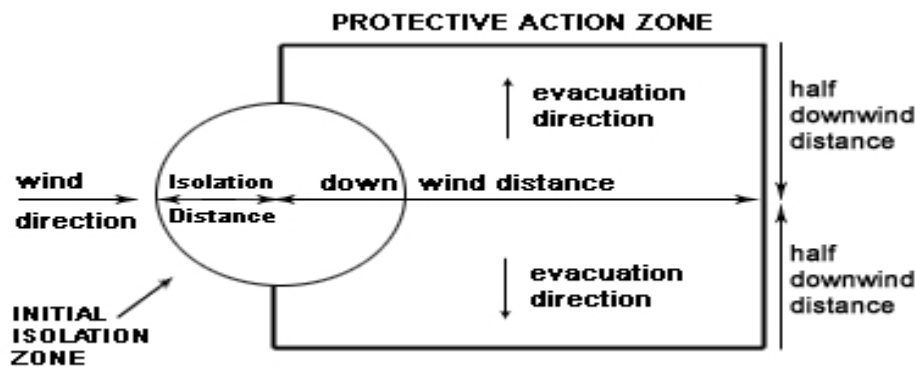 PROTECTIVE ACTION ZONE
evacuation
direction
half
downwind
distance
wind
direction
Isolation
Distance
down wind distance
evacuation
direction
half
downwind
distance
INITIAL
ISOLATION
ZONE